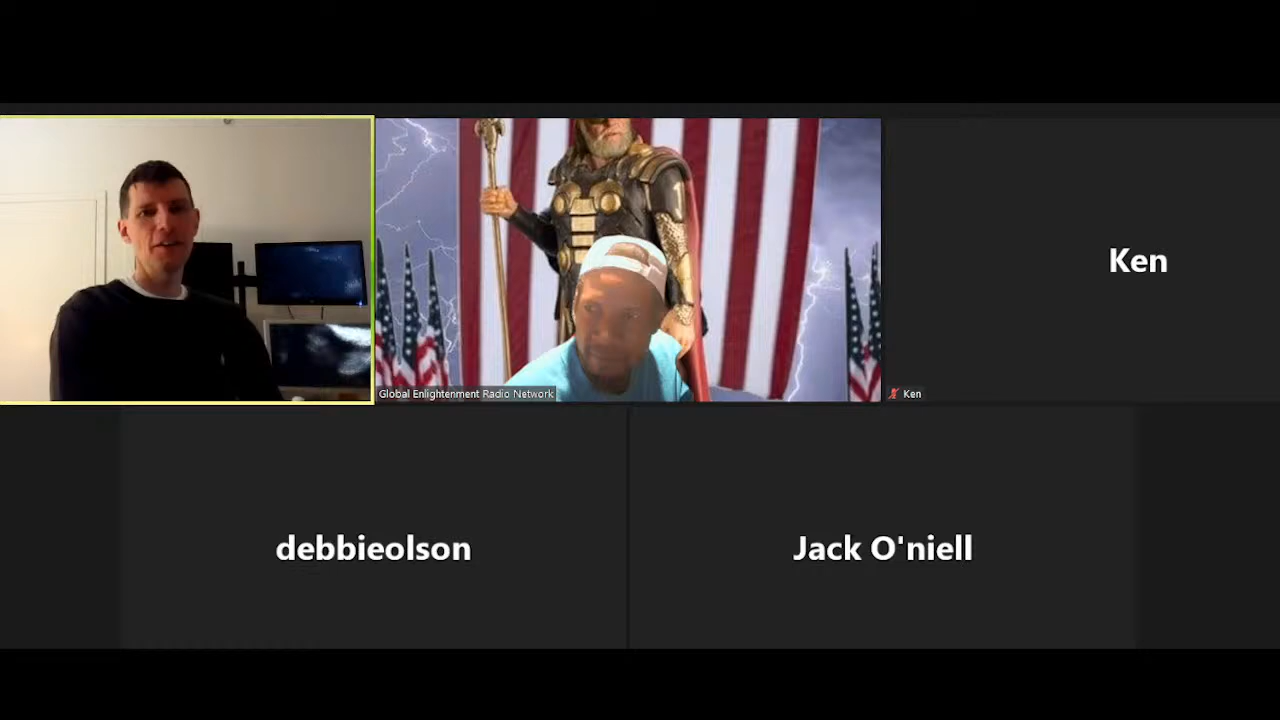 Ken
Global Enlightenment Radio Network
Ken
debbieolson
Jack O'niell